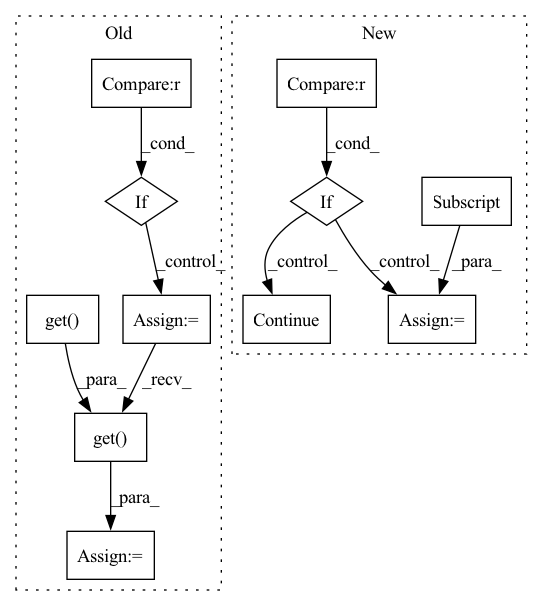 Old
New
Compare:r
Compare:r
_cond_
_cond_
If
If
Subscript
_control_
_control_
_control_
_para_
get()
Assign:=
Continue
Assign:=
_para_
_recv_
get()
_para_
Assign:=